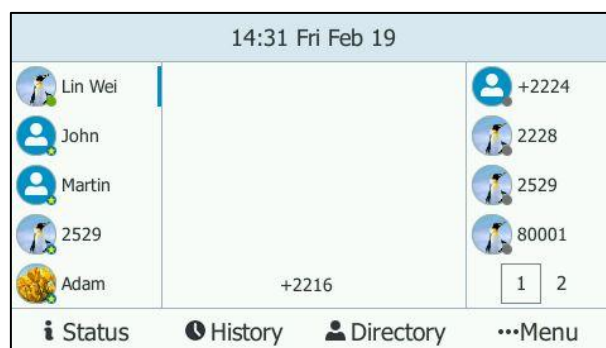 14:31 Fri Feb 19
Lin Wei
John
Martin
2529
Adam
+2216
+2224
2228
2529
80001
1 2
Status History Directory Menu